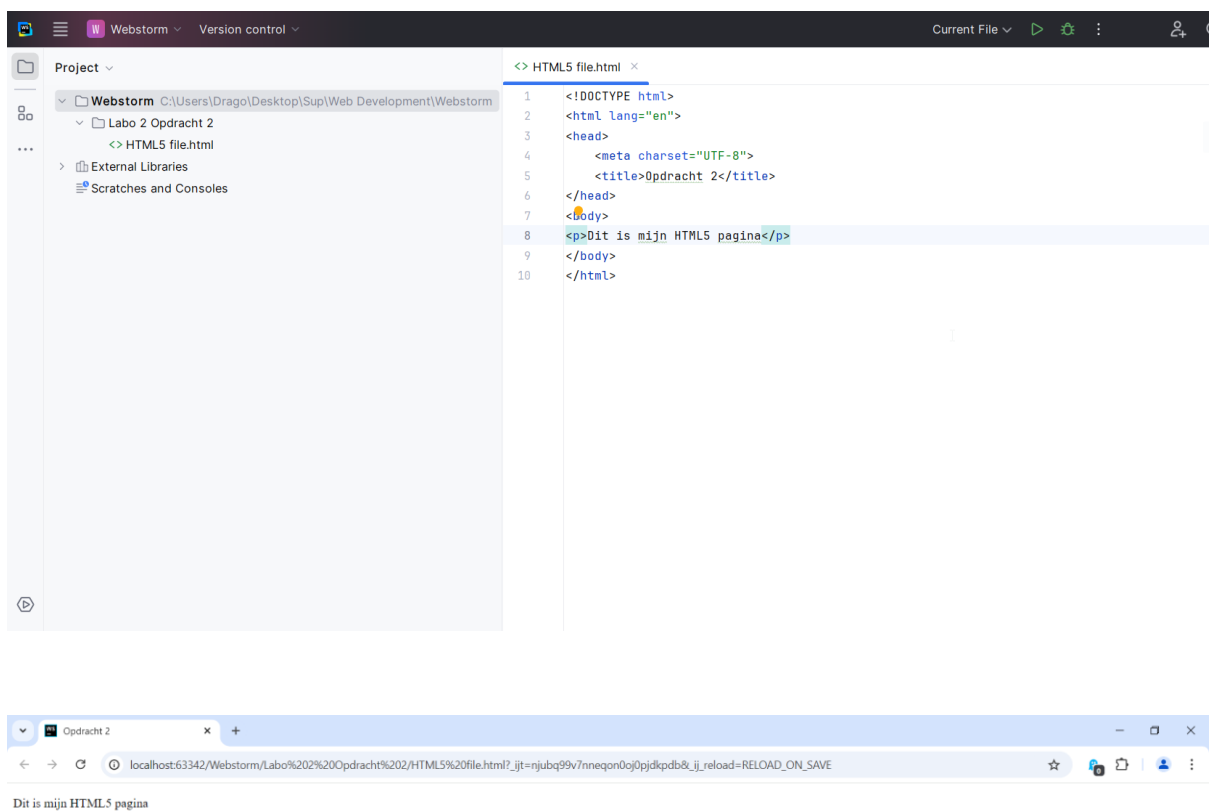 WS W Webstorm Version control Current File
Project
Webstorm C:\Users\Drago\Desktop\Sup\Web Development\Webstorm
Labo 2 Opdracht 2
<> HTML5 file.html
External Libraries
Scratches and Consoles
<> HTML5 file.html ×
1 <!DOCTYPE html>
2 <html lang="en">
3 <head>
4 <meta charset="UTF-8">
5 <title>Opdracht 2</title>
6 </head>
7 <body>
8 <p>Dit is mijn HTML5 pagina</p>
9 </body>
10 </html>
WS Opdracht 2 × +
localhost:63342/Webstorm/Labo%202%20Opdracht%202/HTML5%20file.html?_ijt=njubq99v7nneqon0oj0pjdkpdb&_ij_reload=RELOAD_ON_SAVE
0
Dit is mijn HTML5 pagina